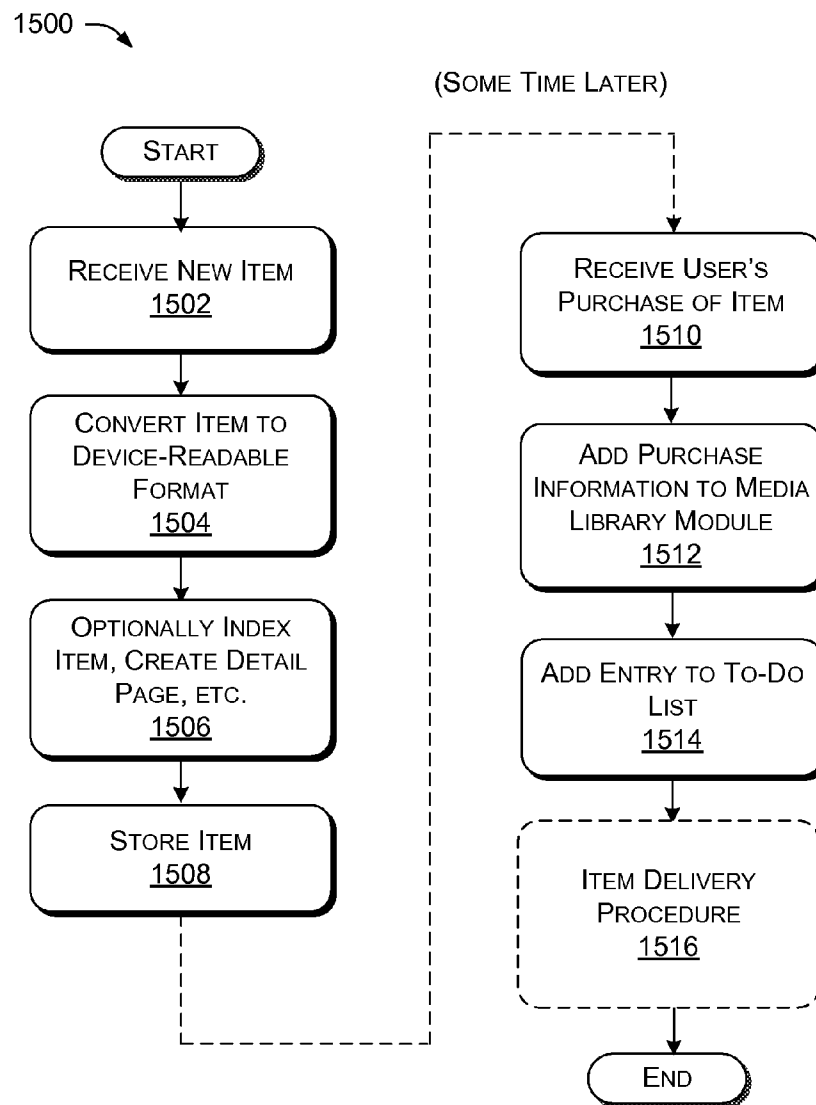 1500
(SOME TIME LATER)
START
RECEIVE NEW ITEM
1502
CONVERT ITEM TO
DEVICE-READABLE
FORMAT
1504
OPTIONALLY INDEX
ITEM, CREATE DETAIL
PAGE, ETC.
1506
STORE ITEM
1508
RECEIVE USER'S
PURCHASE OF ITEM
1510
ADD PURCHASE
INFORMATION TO MEDIA
LIBRARY MODULE
1512
ADD ENTRY TO TO-DO
LIST
1514
ITEM DELIVERY
PROCEDURE
1516
END